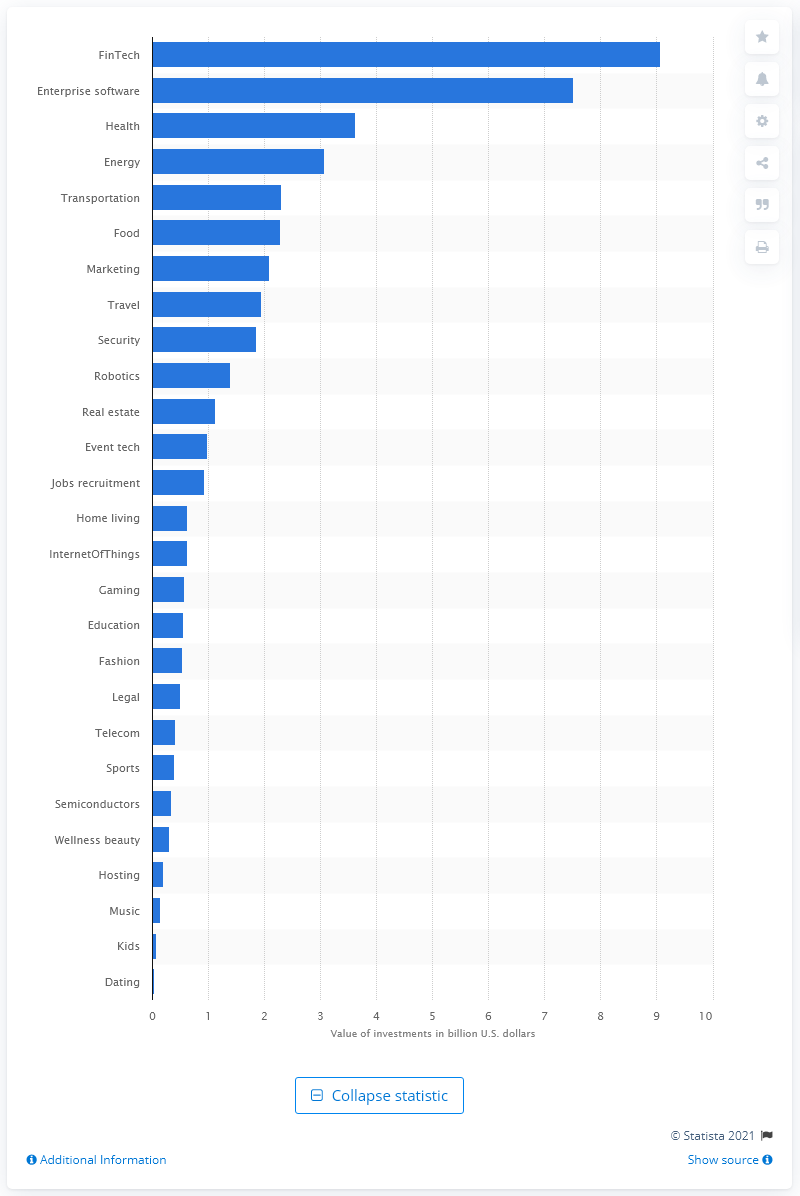 FinTech
Enterprise software
Health
Energy
Transportation
Food
Marketing
Travel
Security
Robotics
Real estate
Event tech
Jobs recruitment
Home living
InternetOfThings
Gaming
Education
Fashion
Legal
Telecom
Sports
Semiconductors
Wellness beauty
Hosting
Music
Kids
Dating
0 1 2 3 4 5 6 7 8 9 10
Value of investments in billion U.S. dollars
Collapse statistic
© Statista 2021
Additional Information
Show source